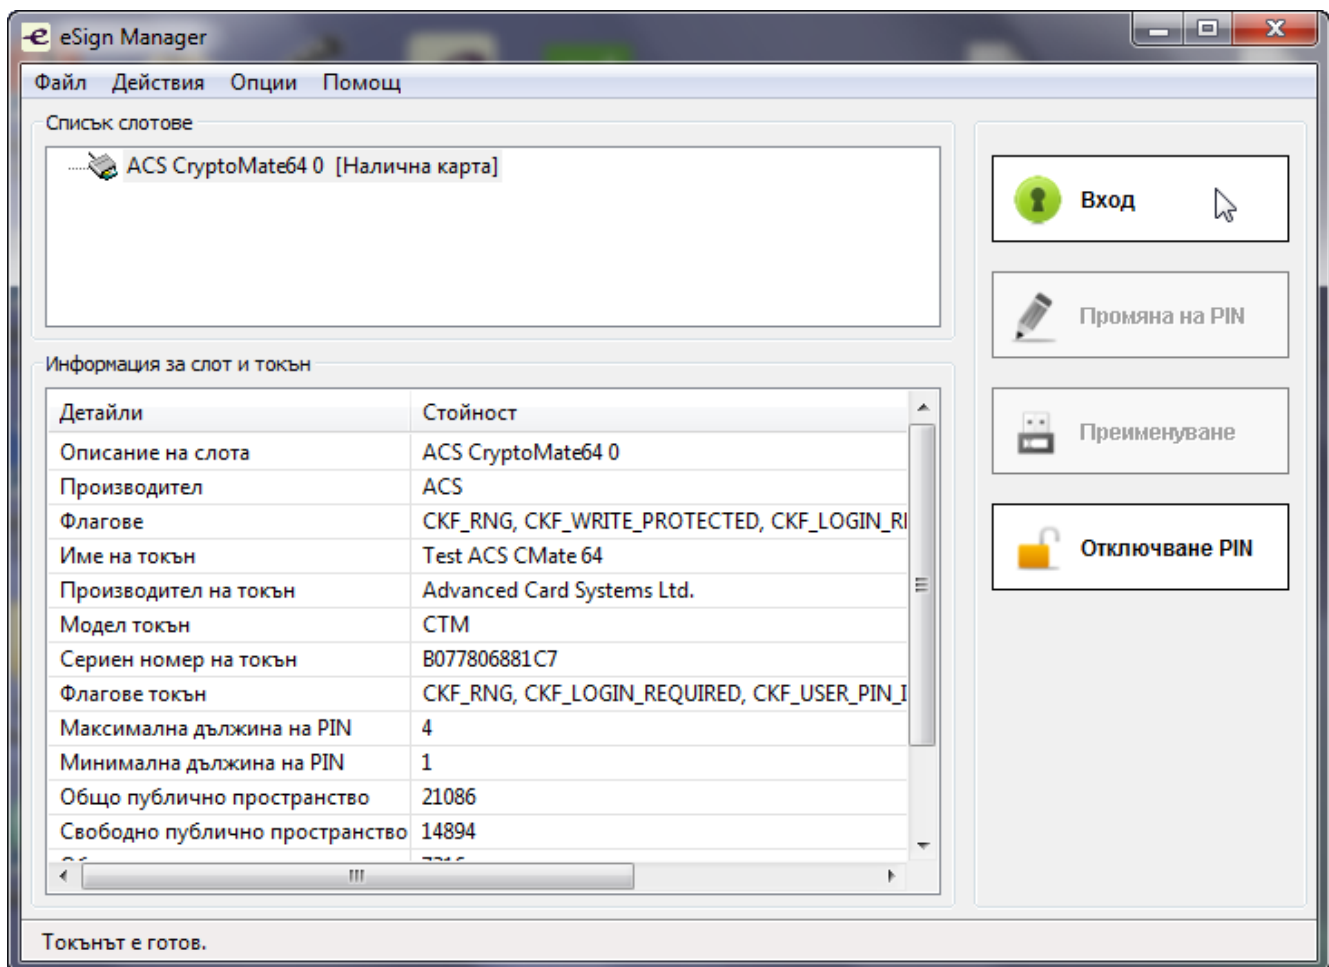 eSign Manager
Файл Действия Опции Помощ
Списък слотове
ACS CryptoMate64 0 [Налична карта]
Вход
Промяна на PIN
Преименуване
Отключване PIN
Информация за слот и токън
Детайли Стойност
Описание на слота ACS CryptoMate64 0
Производител ACS
Флагове CKF_RNG, CKF_WRITE_PROTECTED, CKF_LOGIN_RI
Име на токън Test ACS CMate 64
Производител на токън Advanced Card Systems Ltd.
Модел токън CTM
Сериен номер на токън B077806881C7
Флагове токън CKF_RNG, CKF_LOGIN_REQUIRED, CKF_USER_PIN_I
Максимална дължина на PIN 4
Минимална дължина на PIN 1
Общо публично пространство 21086
Свободно публично пространство 14894
Токънът е готов.